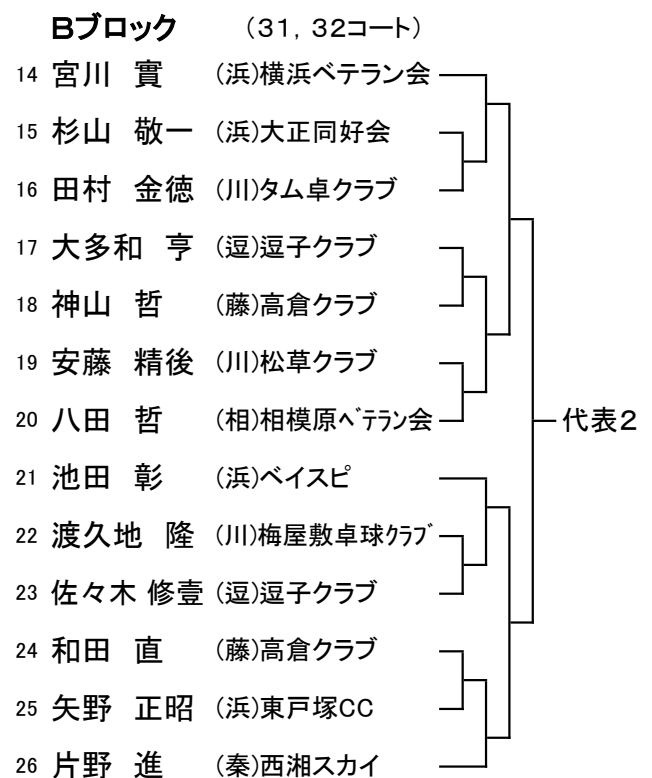 Bブロック (31, 32コート)
14 宮川 實 (浜)横浜ベテラン会
15 杉山 敬一 (浜)大正同好会
16 田村 金徳 (川)タム卓クラブ
17 大多和 亨 (逗)逗子クラブ
18 神山 哲 (藤)高倉クラブ
19 安藤 精後 (川)松草クラブ
20 八田 哲 (相)相模原ベテラン会
代表2
21 池田 彰 (浜)ベイスピ
22 渡久地 隆 (川)梅屋敷卓球クラブ
23 佐々木 修壹 (逗)逗子クラブ
24 和田 直 (藤)高倉クラブ
25 矢野 正昭 (浜)東戸塚CC
26 片野 進 (秦)西湘スカイ